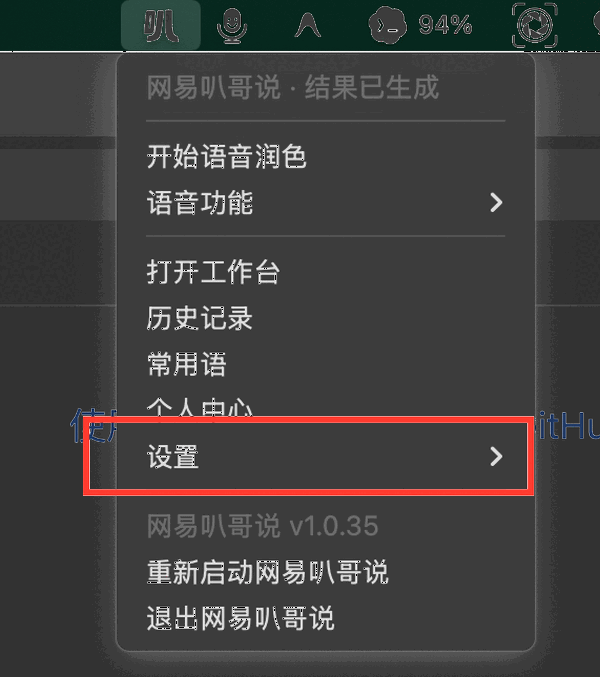 叭 94%
网易叭哥说 · 结果已生成
开始语音润色
语音功能
打开工作台
历史记录
常用语
个人中心
使用 itHu
设置
网易叭哥说 v1.0.35
重新启动网易叭哥说
退出网易叭哥说